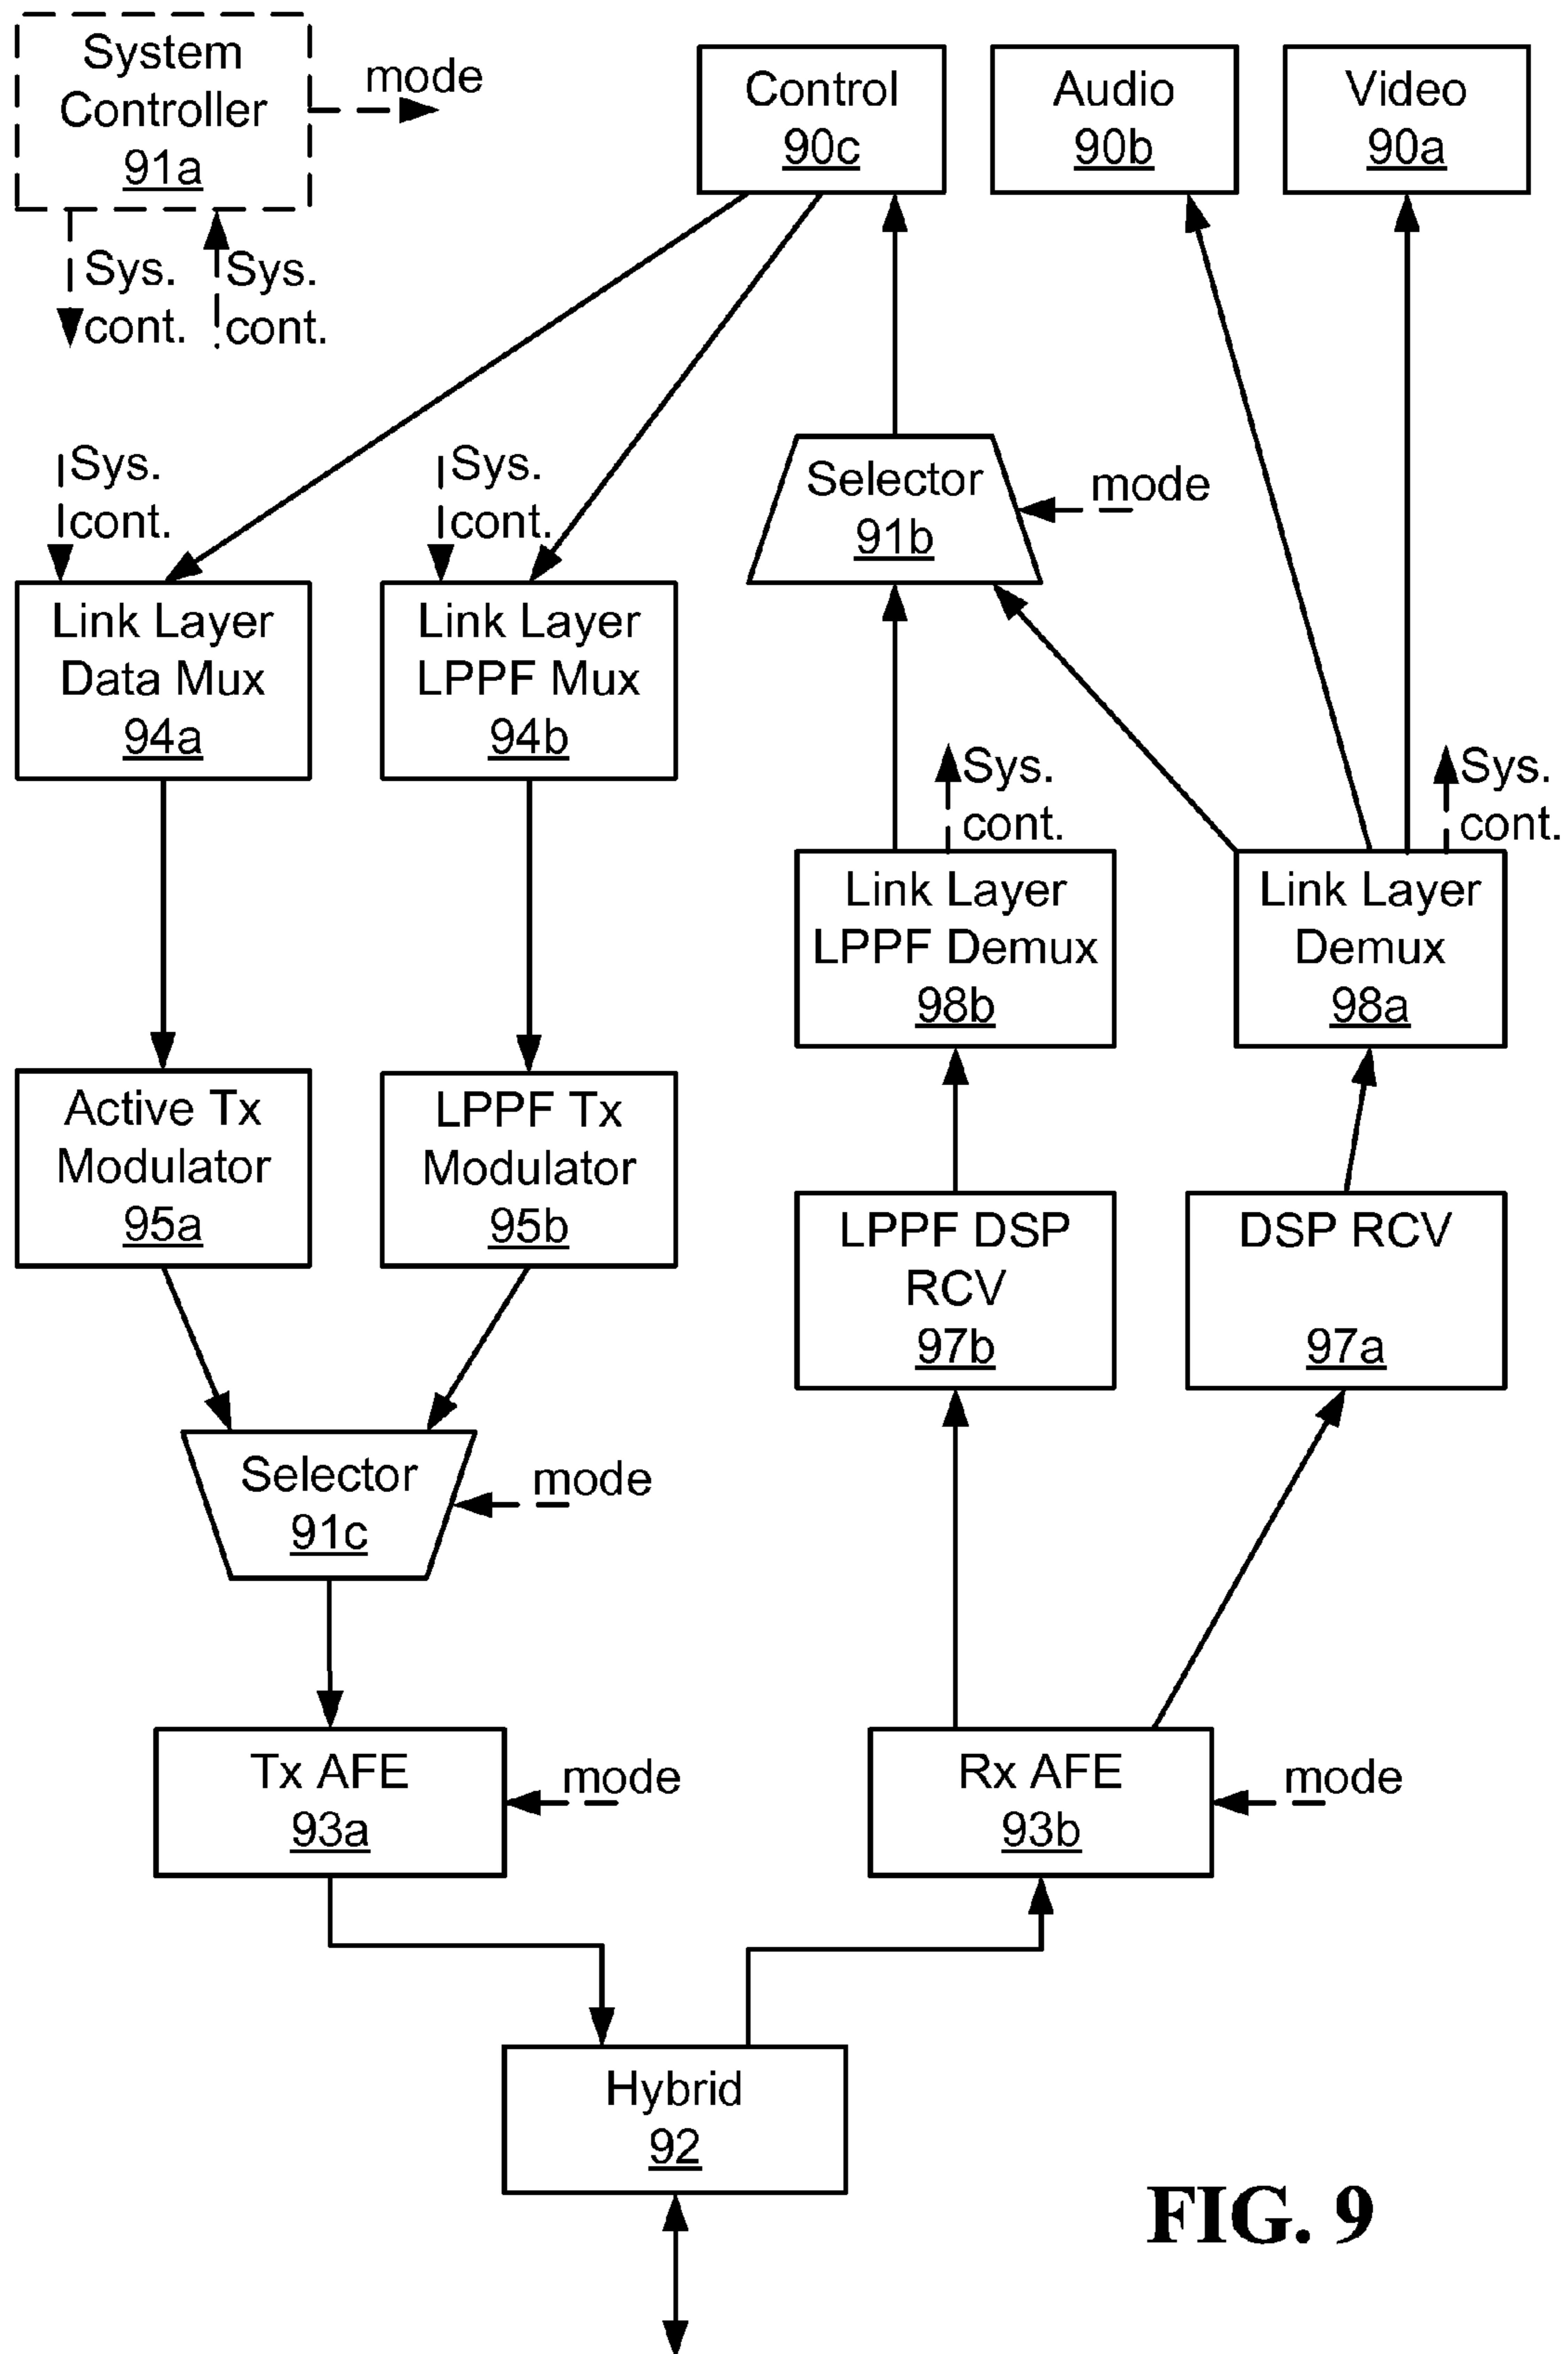 System
Controller
91a
mode
Sys.
cont.
Sys.
cont.
Control
90c
Audio
90b
Video
90a
Sys.
cont.
Sys.
cont.
Selector
91b
mode
Link Layer
Data Mux
94a
Link Layer
LPPF Mux
94b
Sys.
cont.
Sys.
cont.
Link Layer
LPPF Demux
98b
Link Layer
Demux
98a
Active Tx
Modulator
95a
LPPF Tx
Modulator
95b
LPPF DSP
RCV
97b
DSP RCV
97a
Selector
91c
mode
Tx AFE
93a
mode
Rx AFE
93b
mode
Hybrid
92
FIG. 9